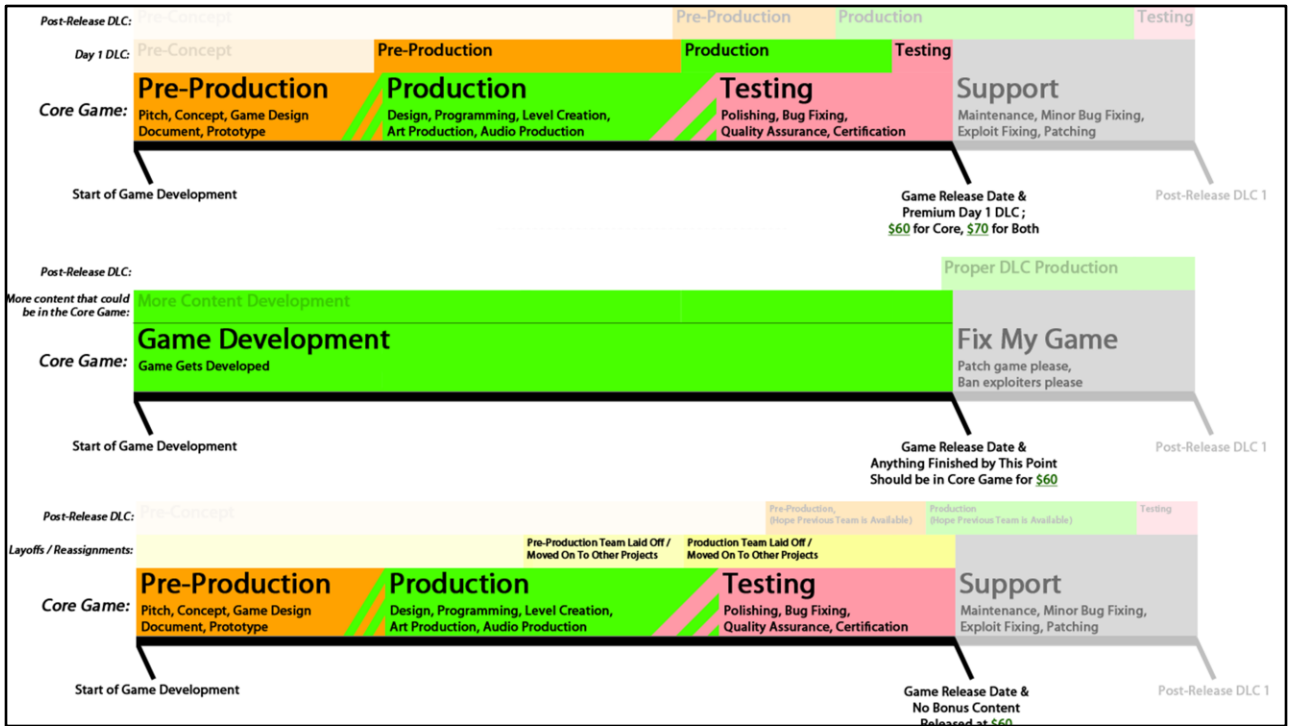 Post-Release DLC: Pre-Concept Pre-Production Production Testing
Day 1 DLC: Pre-Concept Pre-Production Production Testing
Core Game: Pre-Production Production Testing Support
Pitch, Concept, Game Design Design, Programming, Level Creation, Polishing, Bug Fixing, Maintenance, Minor Bug Fixing,
Document, Prototype Art Production, Audio Production Quality Assurance, Certification Exploit Fixing, Patching
Start of Game Development Game Release Date & Post-Release DLC 1
Premium Day 1 DLC ;
$60 for Core, $70 for Both
Post-Release DLC: Proper DLC Production
More content that could More Content Development
be in the Core Game:
Core Game: Game Development Fix My Game
Game Gets Developed Patch game please,
Ban exploiters please
Start of Game Development Game Release Date & Post-Release DLC 1
Anything Finished by This Point
Should be in Core Game for $60
Post-Release DLC: Pre-Concept Pre-Production, Production Testing
(Hope Previous Team is Available) (Hope Previous Team is Available)
Layoffs / Reassignments: Pre-Production Team Laid Off / Production Team Laid Off /
Moved On To Other Projects Moved On To Other Projects
Core Game: Pre-Production Production Testing Support
Pitch, Concept, Game Design Design, Programming, Level Creation, Polishing, Bug Fixing, Maintenance, Minor Bug Fixing,
Document, Prototype Art Production, Audio Production Quality Assurance, Certification Exploit Fixing, Patching
Start of Game Development Game Release Date & Post-Release DLC 1
No Bonus Content
Released at $60